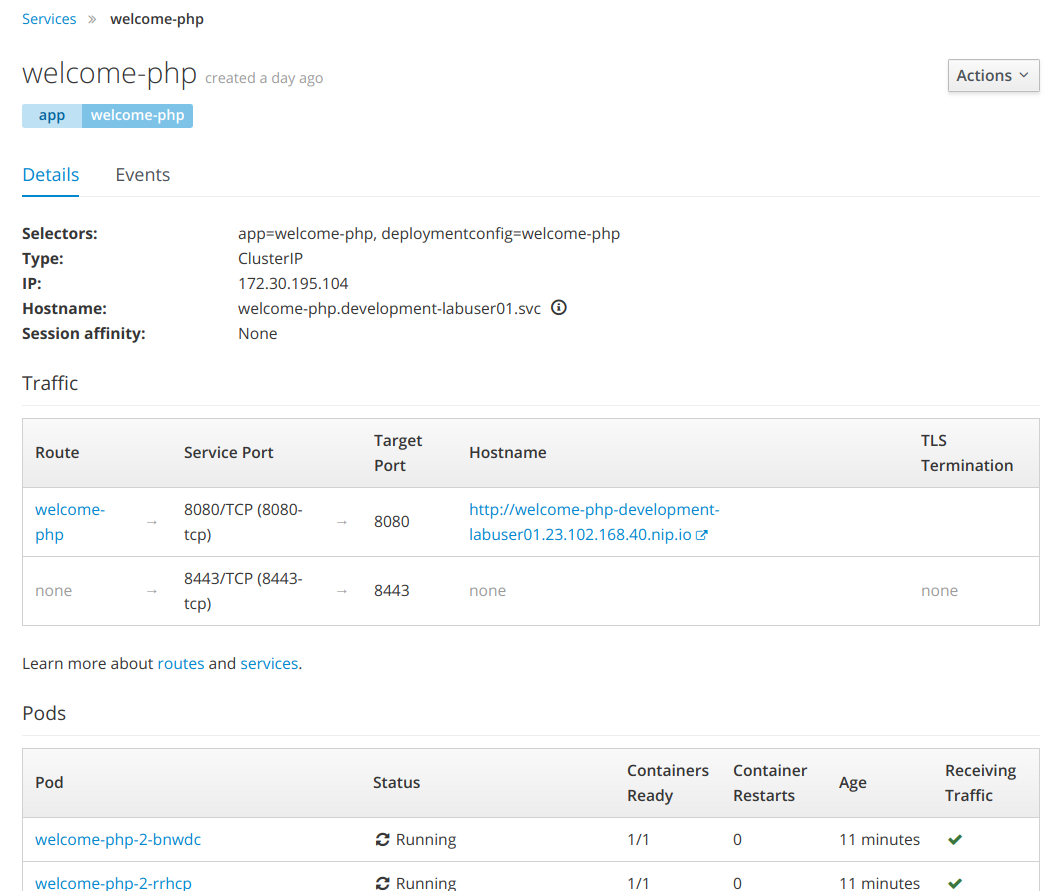 Services » welcome-php
welcome-php created a day ago
Actions
app welcome-php
Details Events
Selectors: app=welcome-php, deploymentconfig=welcome-php
Type: ClusterIP
IP: 172.30.195.104
Hostname: welcome-php.development-labuser01.svc
Session affinity: None
Traffic
Route Service Port Target Port Hostname TLS Termination
welcome-php → 8080/TCP (8080-tcp) → 8080 http://welcome-php-development-labuser01.23.102.168.40.nip.io
none → 8443/TCP (8443-tcp) → 8443 none none
Learn more about routes and services.
Pods
Pod Status Containers Ready Container Restarts Age Receiving Traffic
welcome-php-2-bnwdc Running 1/1 0 11 minutes
welcome-php-2-rrhcp Running 1/1 0 11 minutes